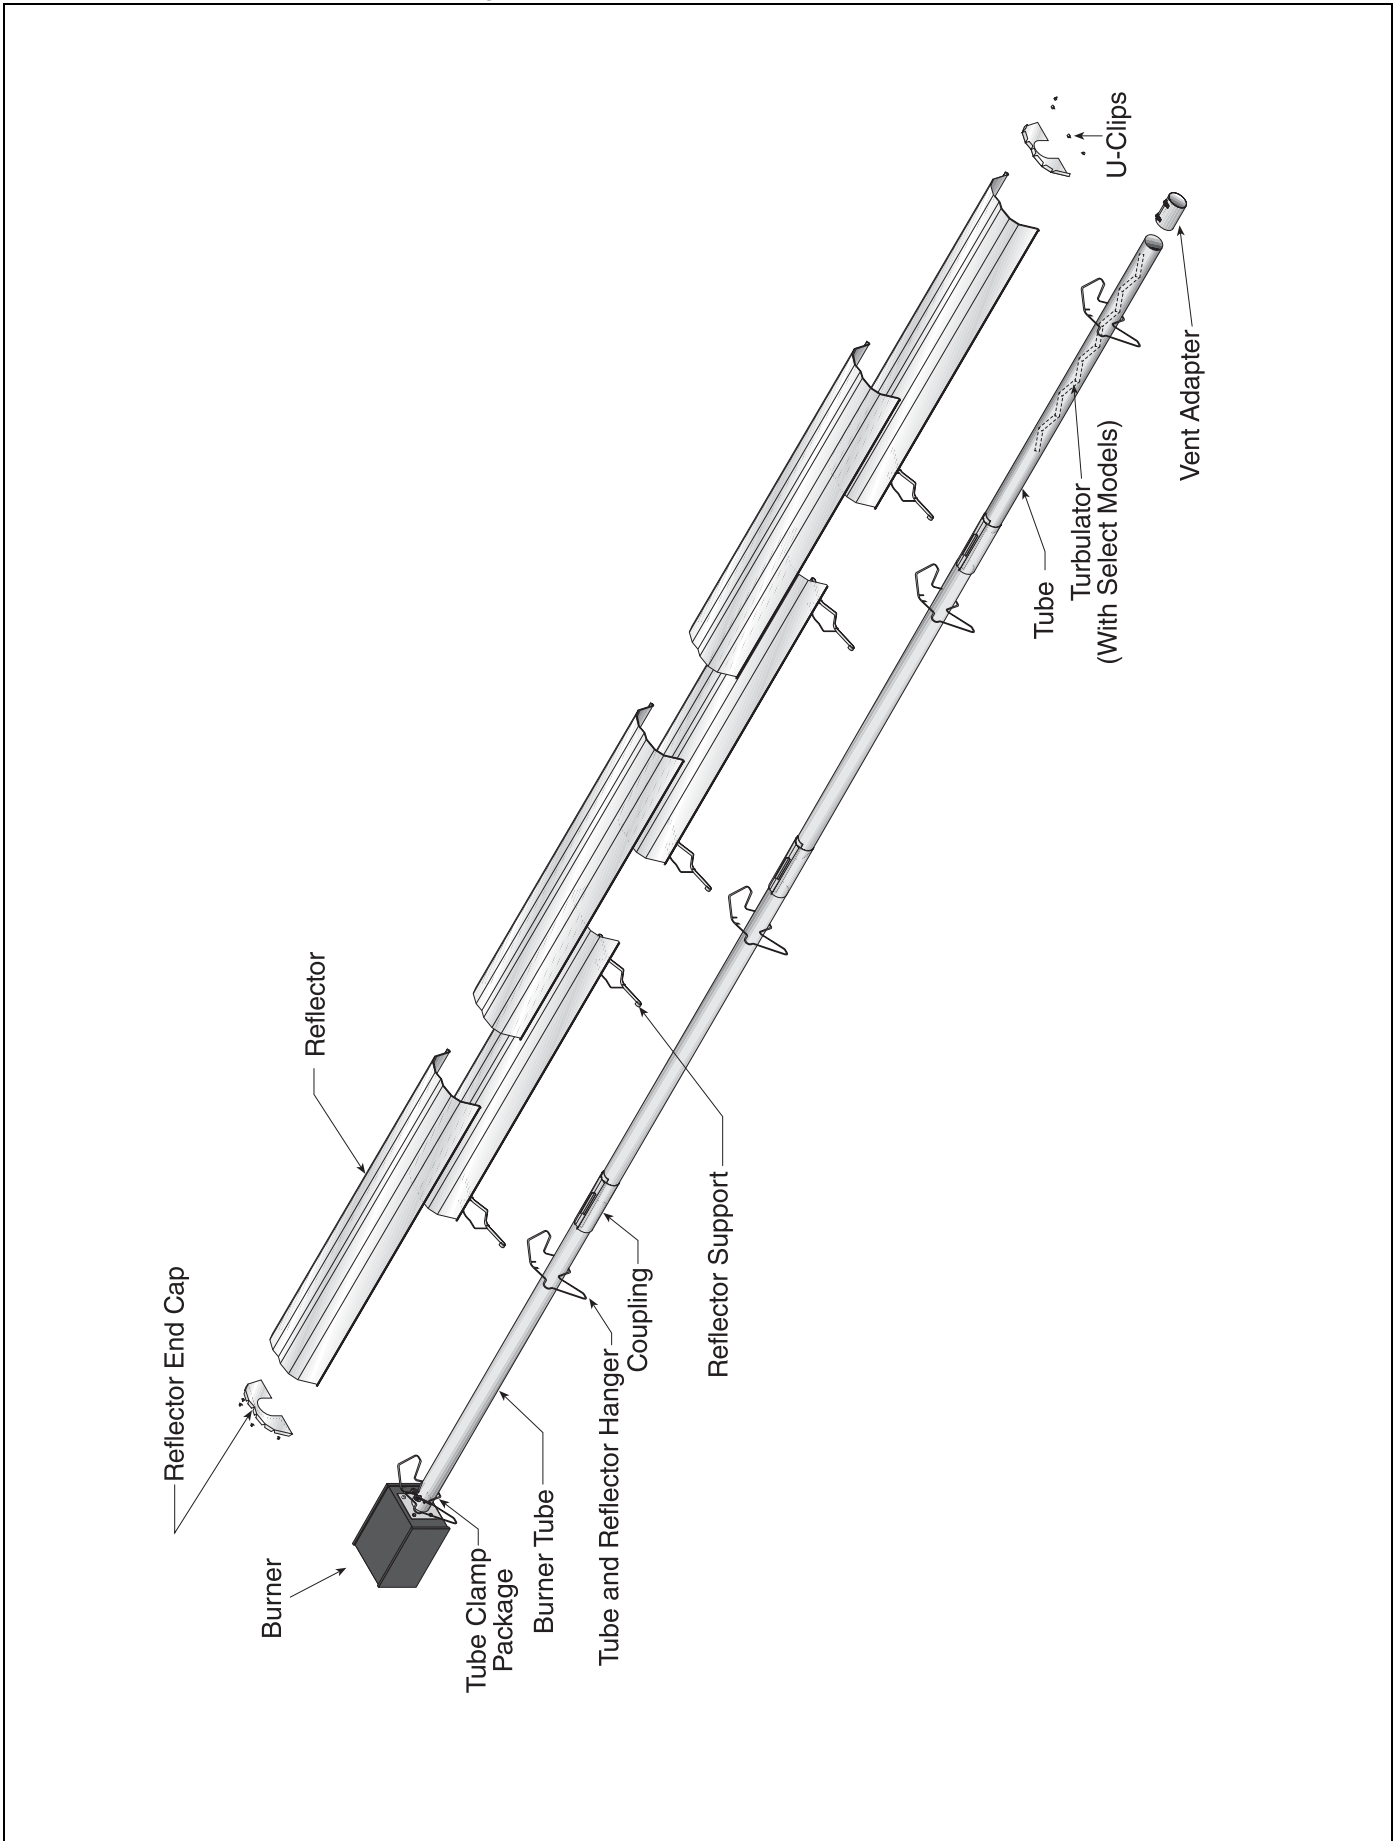 Reflector End Cap
Reflector
Burner
Tube Clamp
Package
Burner Tube
Tube and Reflector Hanger
Coupling
Reflector Support
Tube
Turbulator
(With Select Models)
U-Clips
Vent Adapter